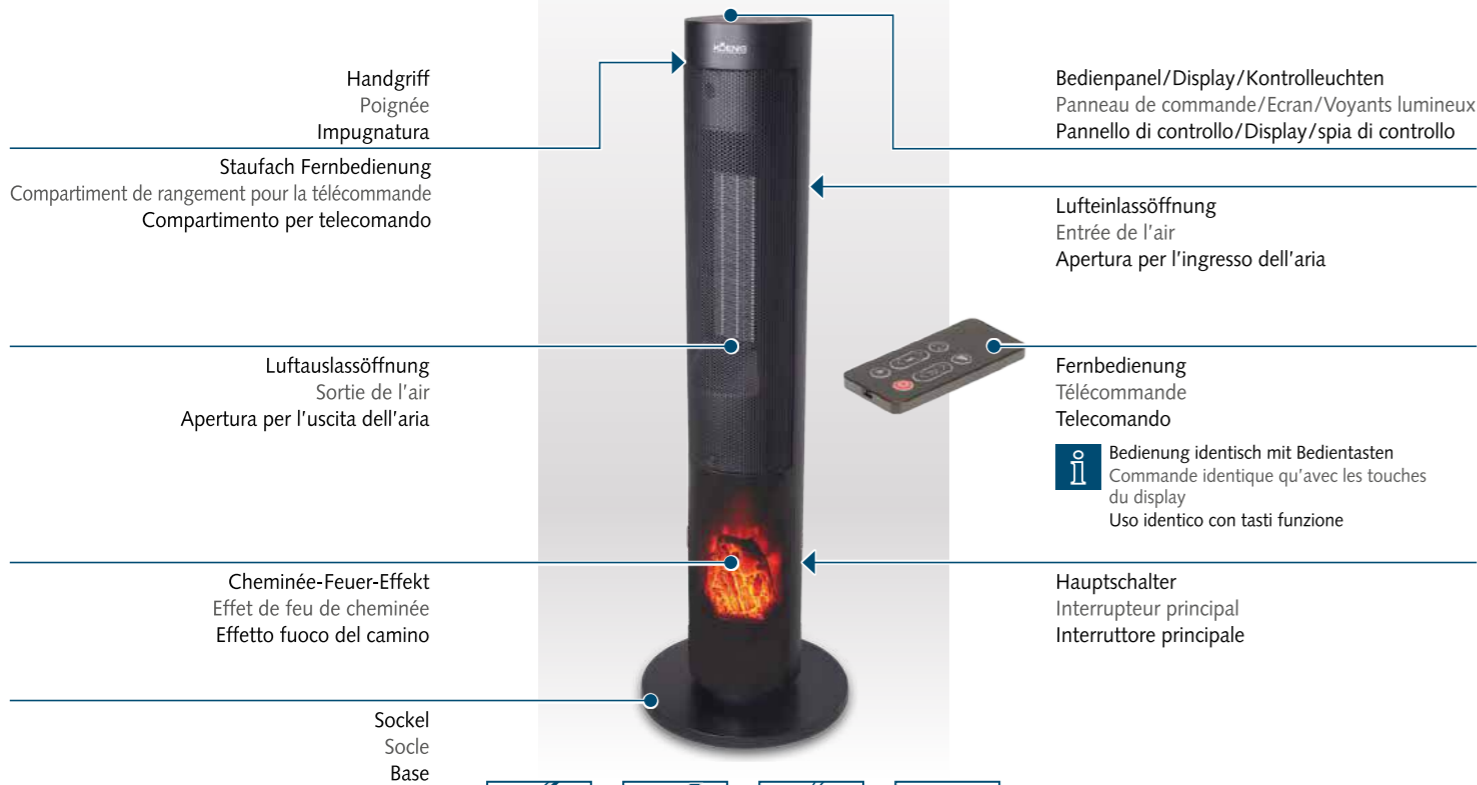 KOENIG
Handgriff
Poignée
Impugnatura
Staufach Fernbedienung
Compartiment de rangement pour la télécommande
Compartimento per telecomando
Luftauslassöffnung
Sortie de l'air
Apertura per l'uscita dell'aria
Cheminée-Feuer-Effekt
Effet de feu de cheminée
Effetto fuoco del camino
Sockel
Socle
Base
Bedienpanel/Display/Kontrolleuchten
Panneau de commande/Ecran/Voyants lumineux
Pannello di controllo/Display/spia di controllo
Lufteinlassöffnung
Entrée de l'air
Apertura per l'ingresso dell'aria
Fernbedienung
Télécommande
Telecomando
Bedienung identisch mit Bedientasten
Commande identique qu'avec les touches
du display
Uso identico con tasti funzione
Hauptschalter
Interrupteur principal
Interruttore principale